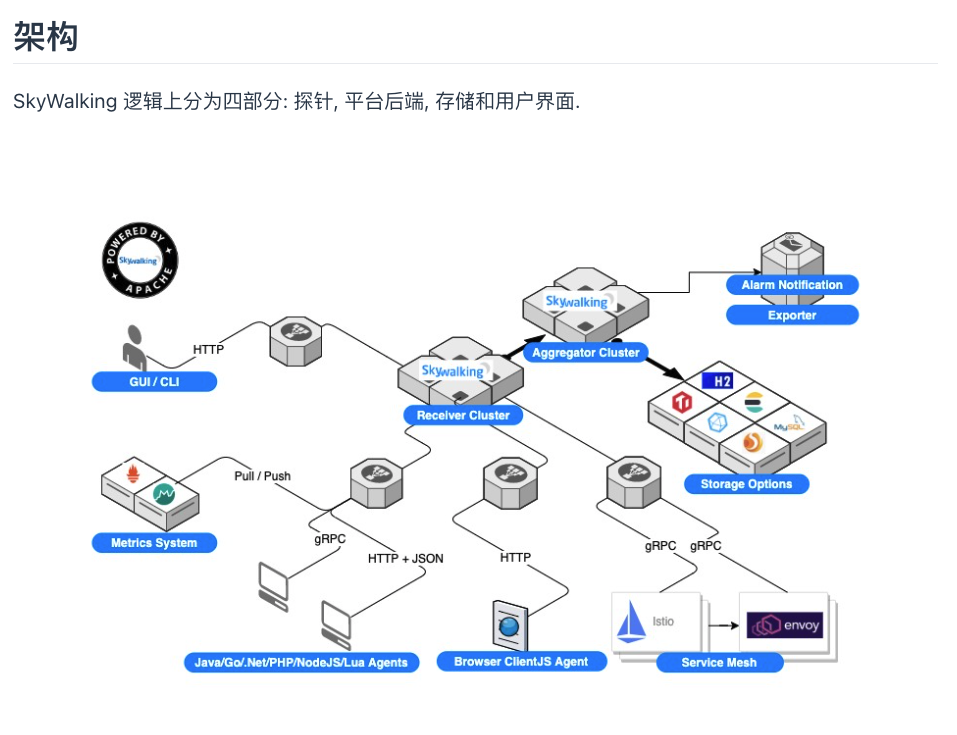 架构
SkyWalking 逻辑上分为四部分: 探针, 平台后端, 存储和用户界面.
POWERED BY
Skywalking
APACHE
GUI / CLI
HTTP
Skywalking
Receiver Cluster
Skywalking
Aggregator Cluster
Alarm Notification
Exporter
H2
MySQL
Storage Options
Metrics System
Pull / Push
gRPC
HTTP + JSON
Java/Go/.Net/PHP/NodeJS/Lua Agents
HTTP
Browser ClientJS Agent
gRPC
gRPC
Istio
envoy
Service Mesh